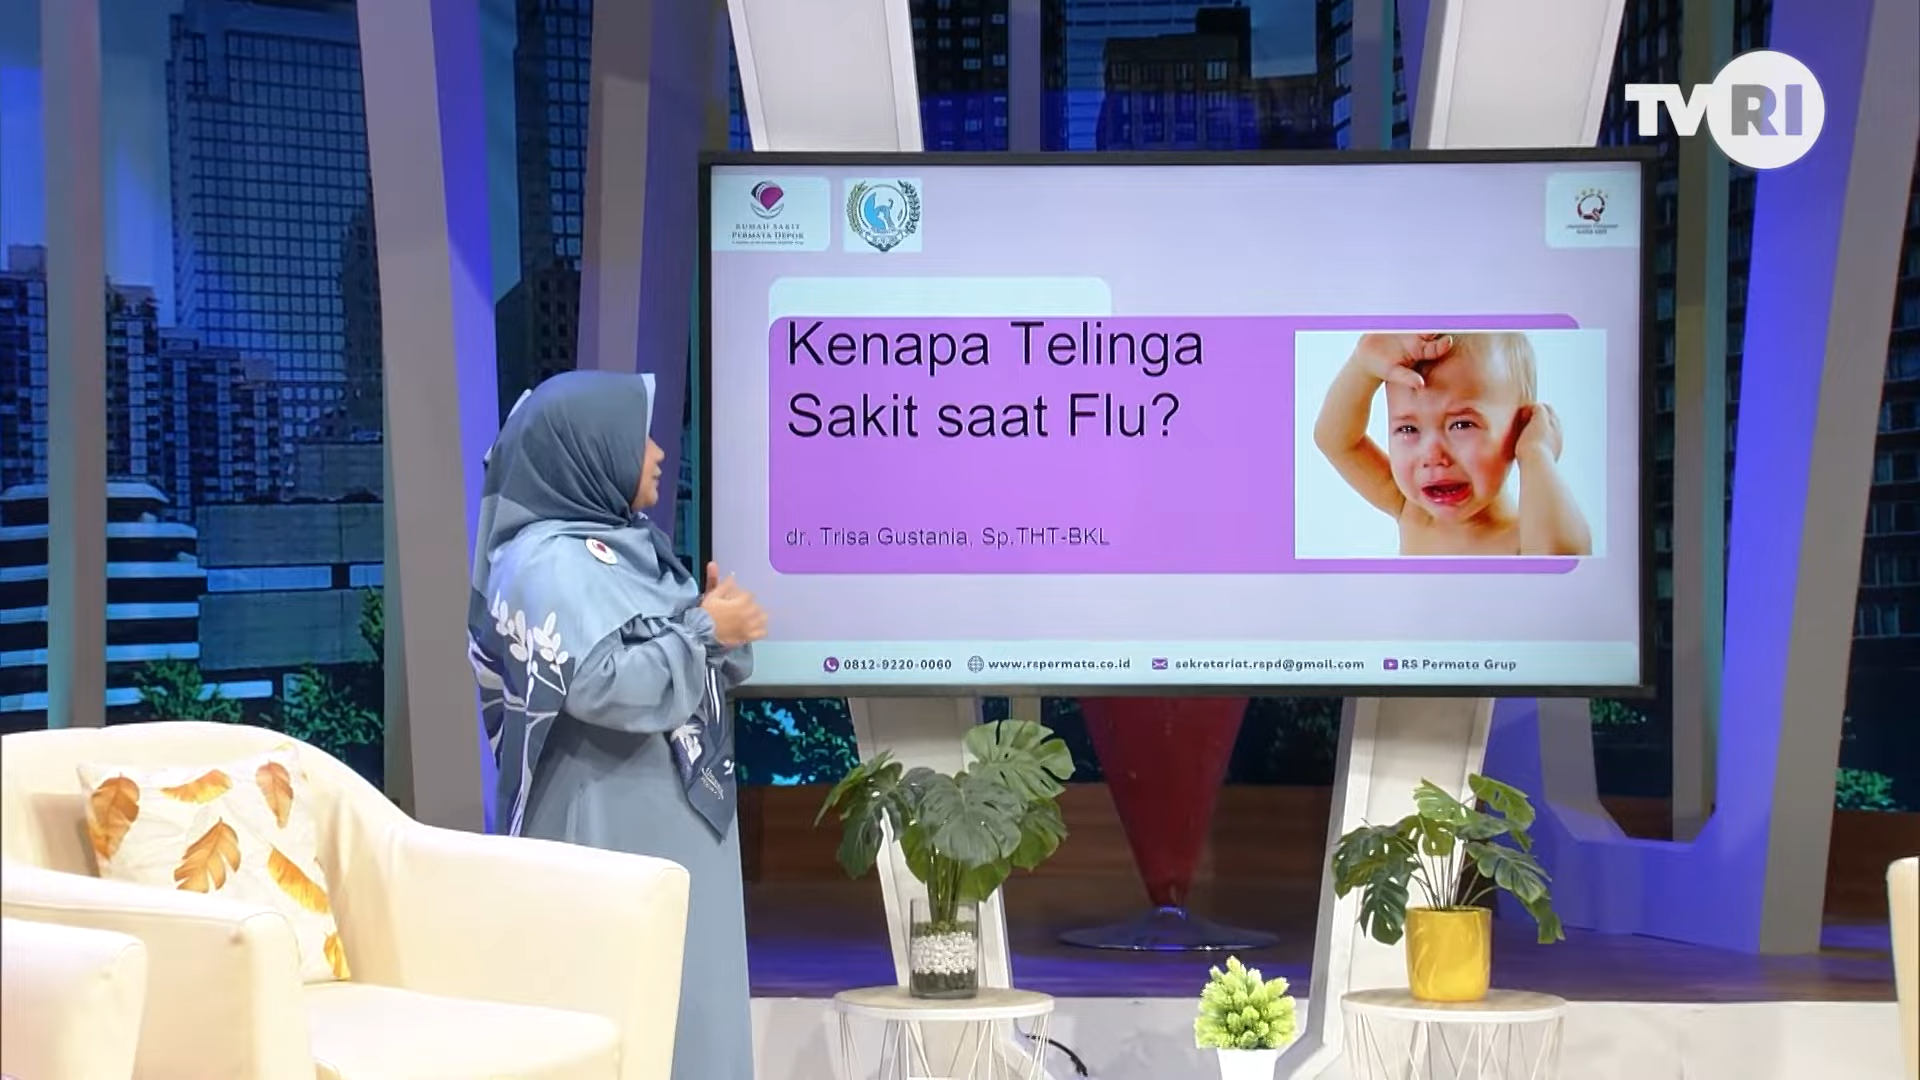 TVRI
RUMAH SAKIT
PERMATA DEPOK
Kenapa Telinga
Sakit saat Flu?
dr. Trisa Gustania, Sp.THT-BKL
0812-9220-0060
www.rspermata.co.id
sekretariat.rspd@gmail.com
RS Permata Grup